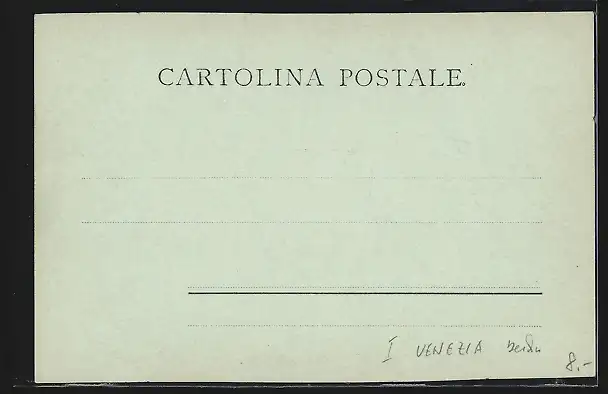 CARTOLINA POSTALE.
I VENEZIA
8.-